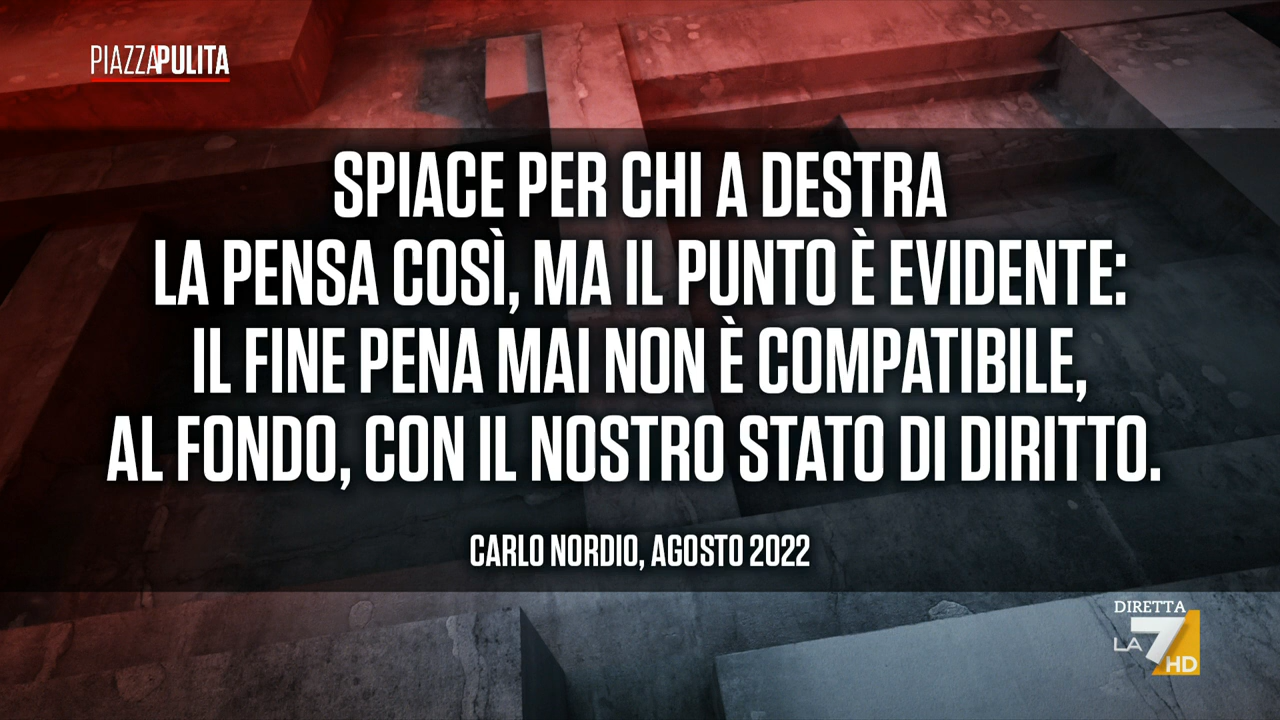 PIAZZAPULITA
SPIACE PER CHI A DESTRA
LA PENSA COSÌ, MA IL PUNTO È EVIDENTE:
IL FINE PENA MAI NON È COMPATIBILE,
AL FONDO, CON IL NOSTRO STATO DI DIRITTO.
CARLO NORDIO, AGOSTO 2022
DIRETTA
LA 7
HD